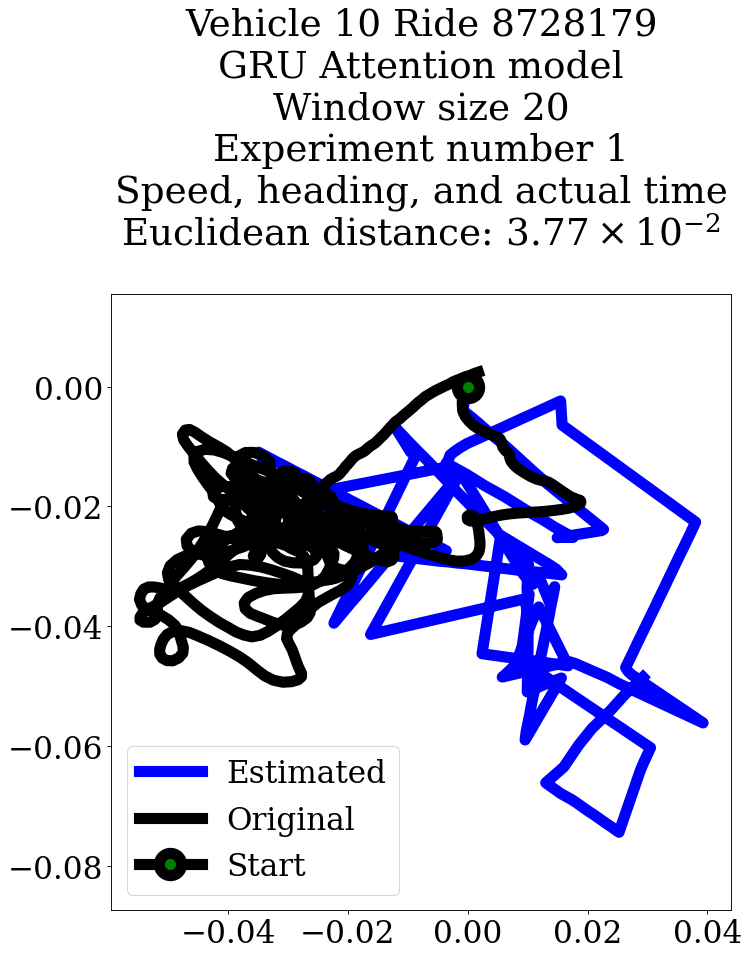 Vehicle 10 Ride 8728179
GRU Attention model
Window size 20
Experiment number 1
Speed, heading, and actual time
Euclidean distance: 3.77 × 10⁻²
0.00
−0.02
−0.04
−0.06
−0.08
Estimated
Original
Start
−0.04 −0.02 0.00 0.02 0.04